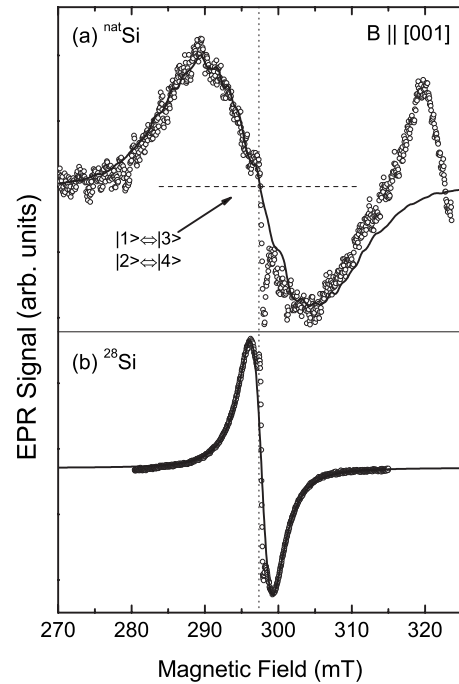 (a) ⁿᵃᵗSi
B || [001]
|1>⇔|3>
|2>⇔|4>
EPR Signal (arb. units)
(b) ²⁸Si
270 280 290 300 310 320
Magnetic Field (mT)